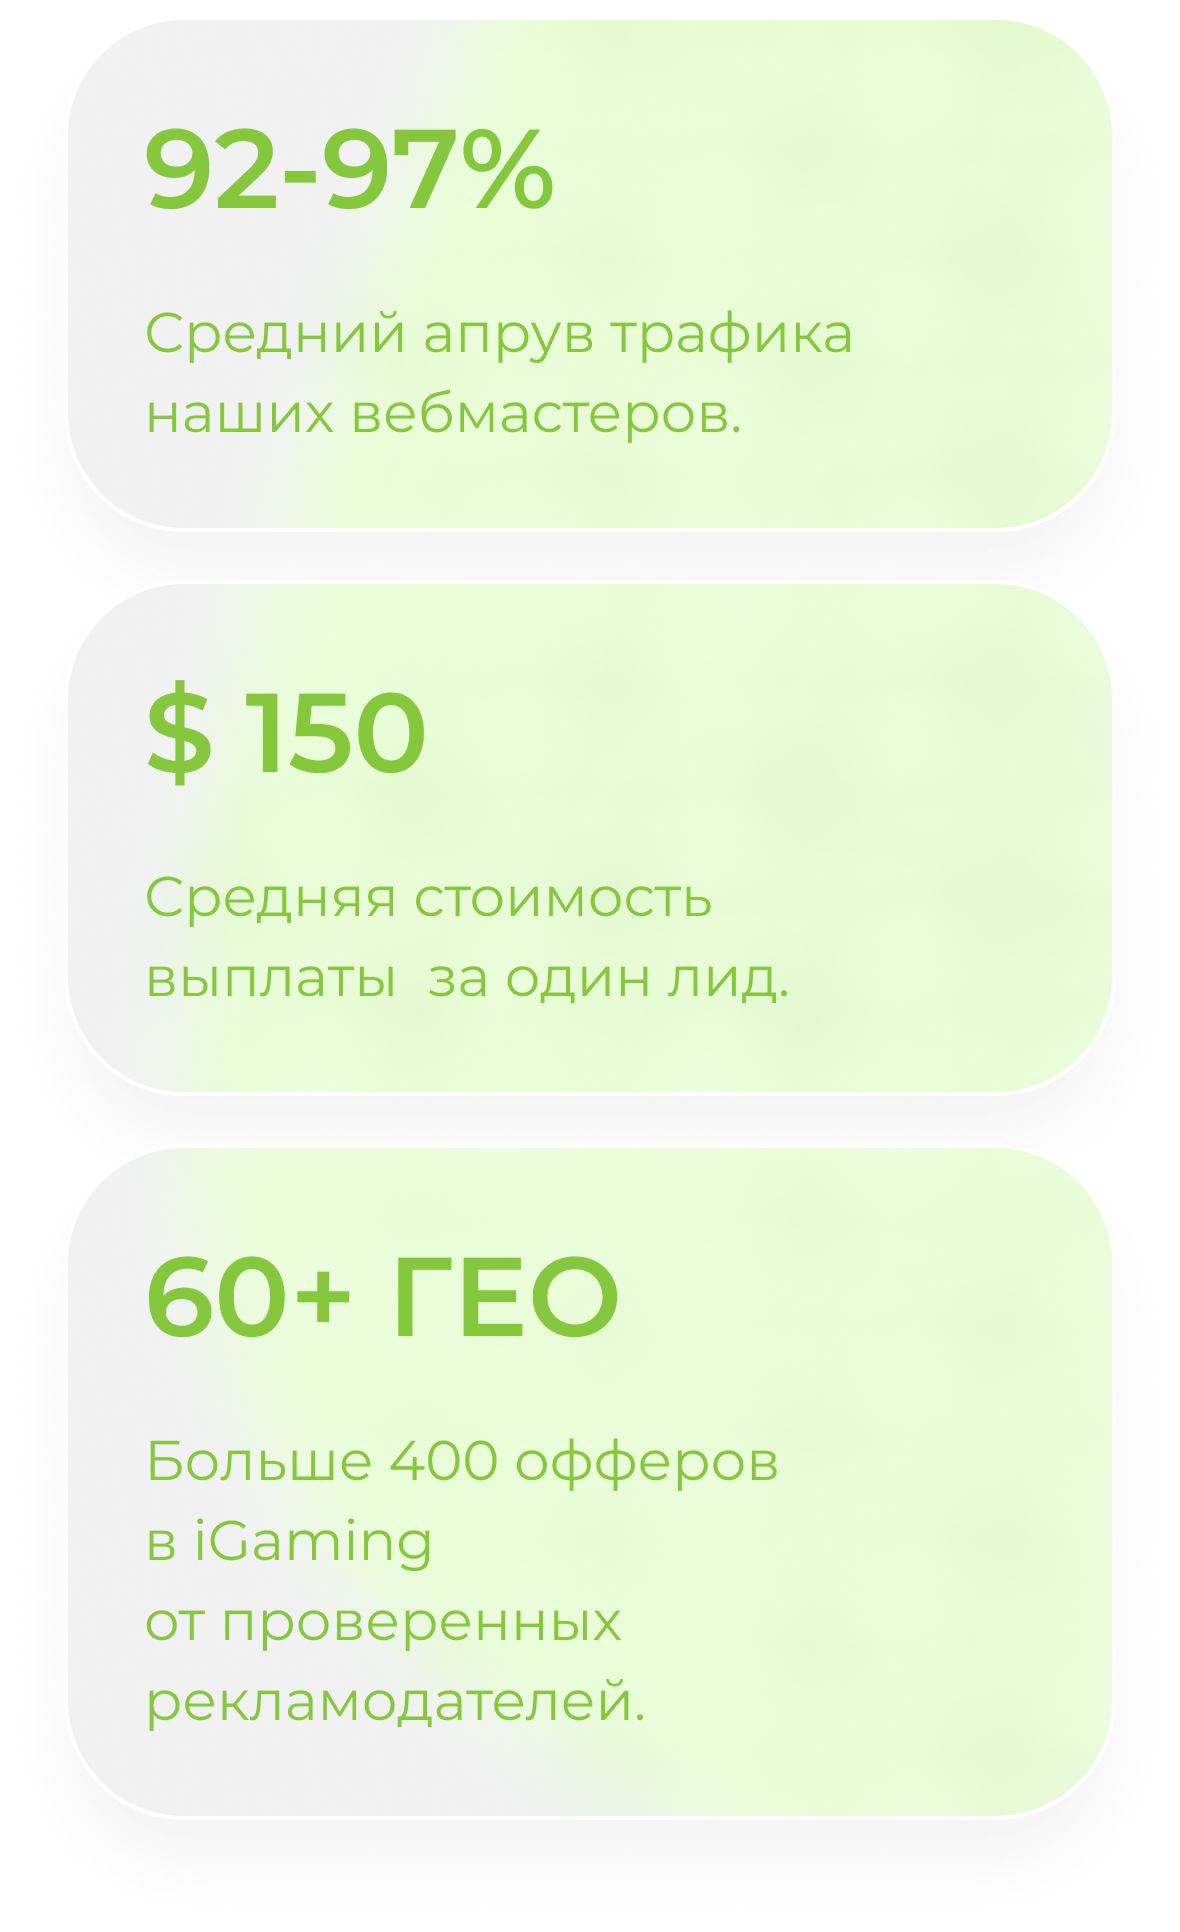 92-97%
Средний апрув трафика
наших вебмастеров.
$ 150
Средняя стоимость
выплаты  за один лид.
60+ ГЕО
Больше 400 офферов
в iGaming
от проверенных
рекламодателей.